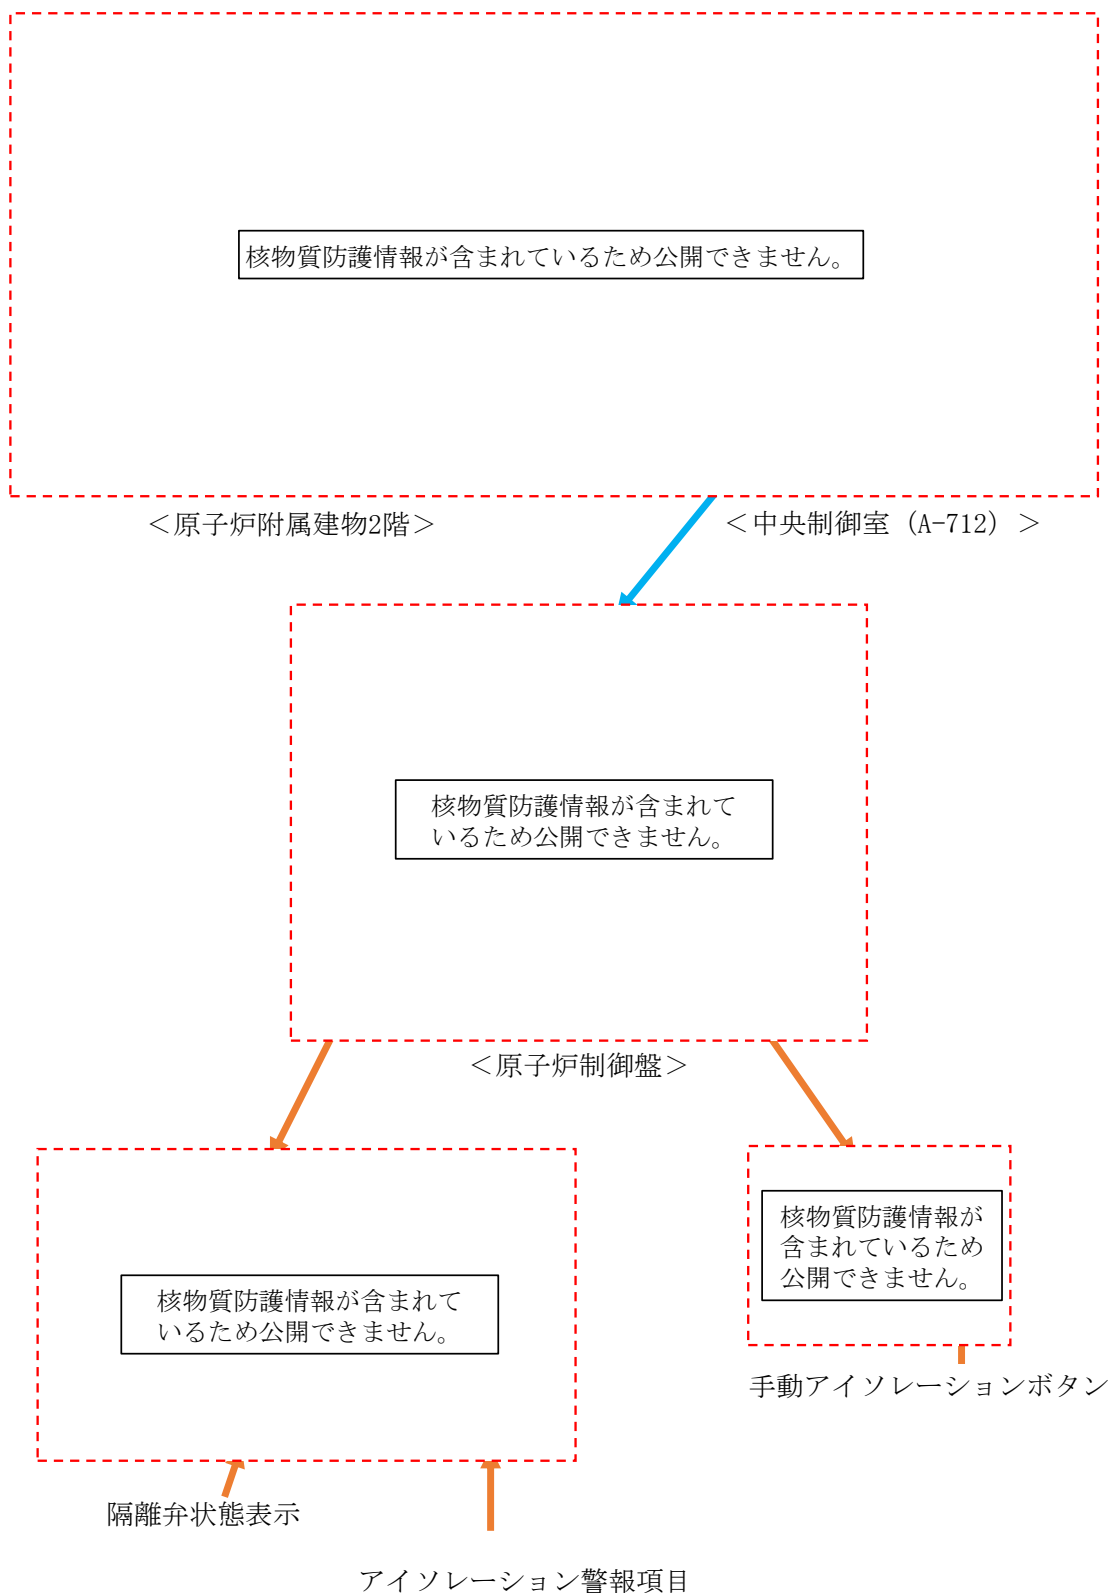 核物質防護情報が含まれているため公開できません。
＜原子炉附属建物2階＞
＜中央制御室（A-712）＞
核物質防護情報が含まれて
いるため公開できません。
＜原子炉制御盤＞
核物質防護情報が含まれて
いるため公開できません。
核物質防護情報が
含まれているため
公開できません。
手動アイソレーションボタン
隔離弁状態表示
アイソレーション警報項目